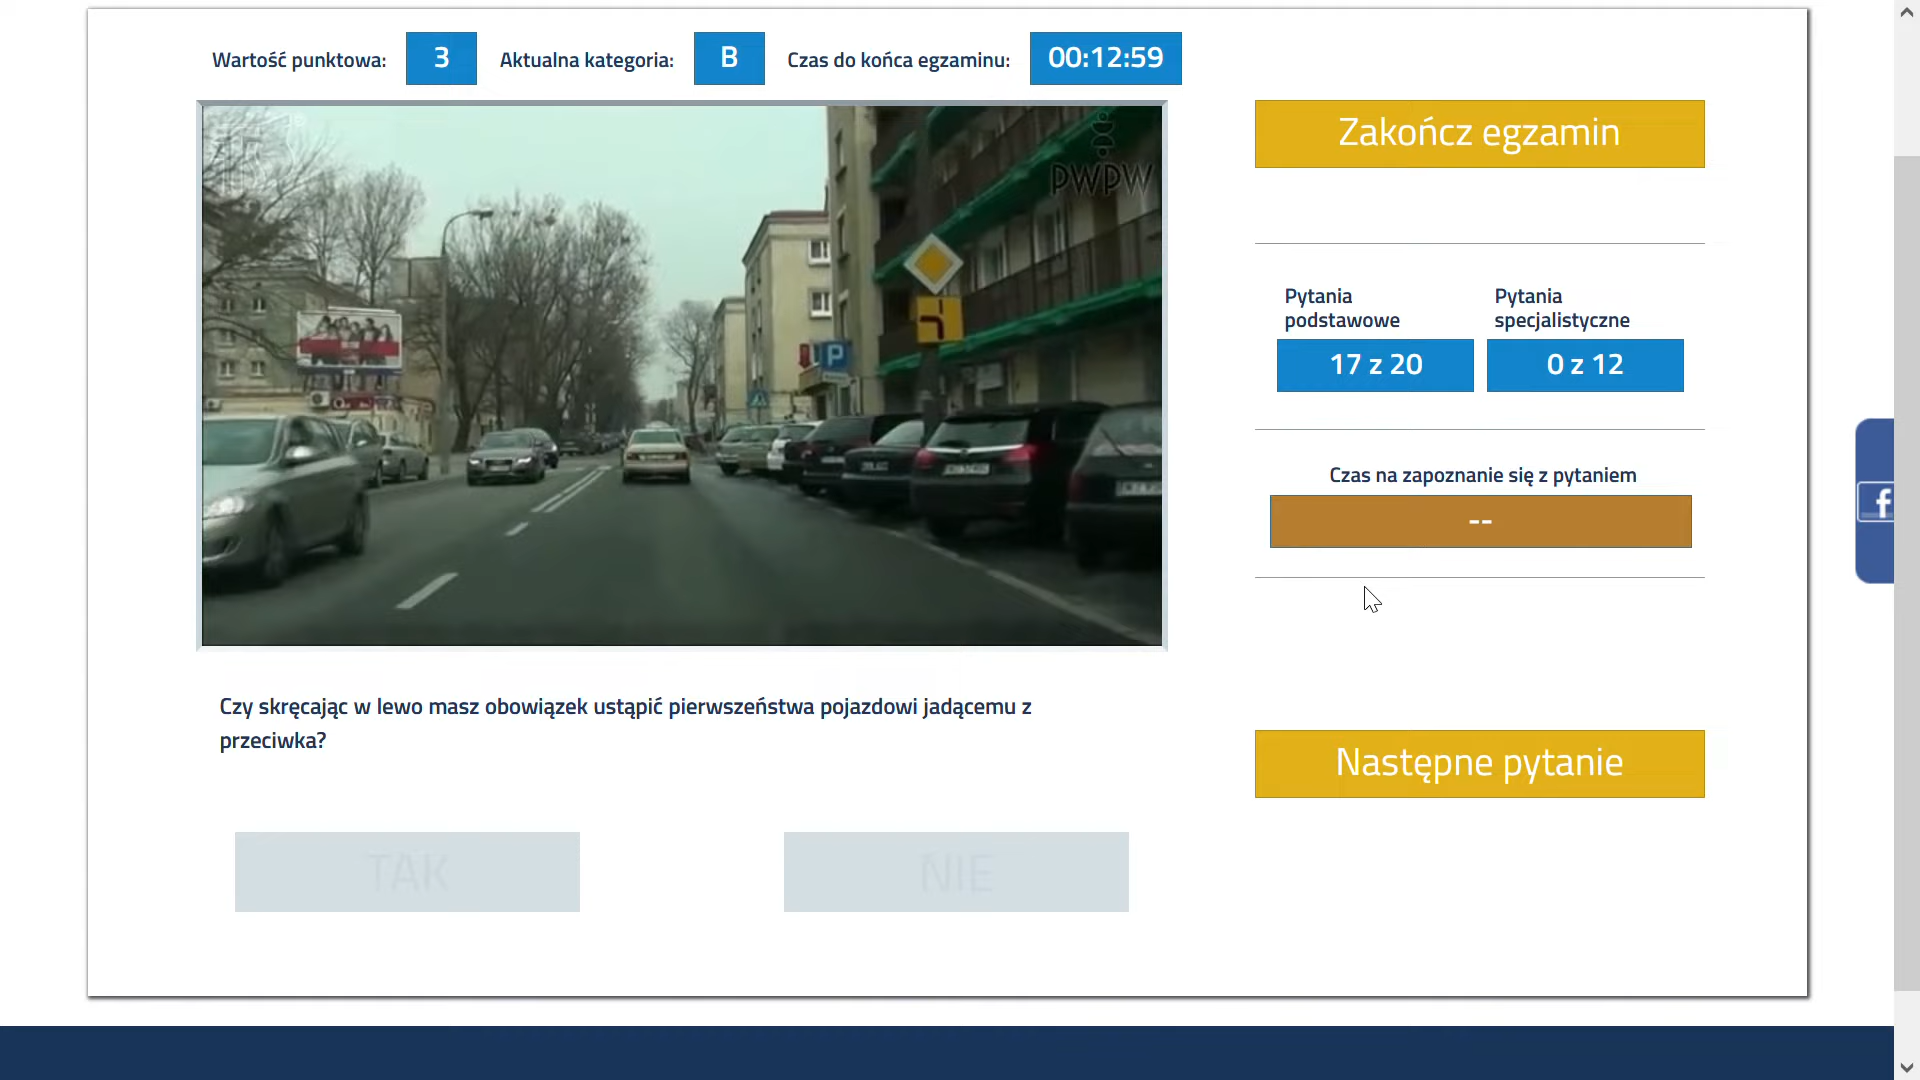 Wartość punktowa: 3 Aktualna kategoria: B Czas do końca egzaminu: 00:12:59
Zakończ egzamin
PWPW
P
Pytania podstawowe
17 z 20
Pytania specjalistyczne
0 z 12
Czas na zapoznanie się z pytaniem
--
Czy skręcając w lewo masz obowiązek ustąpić pierwszeństwa pojazdowi jadącemu z
przeciwka?
Następne pytanie
TAK
NIE
f